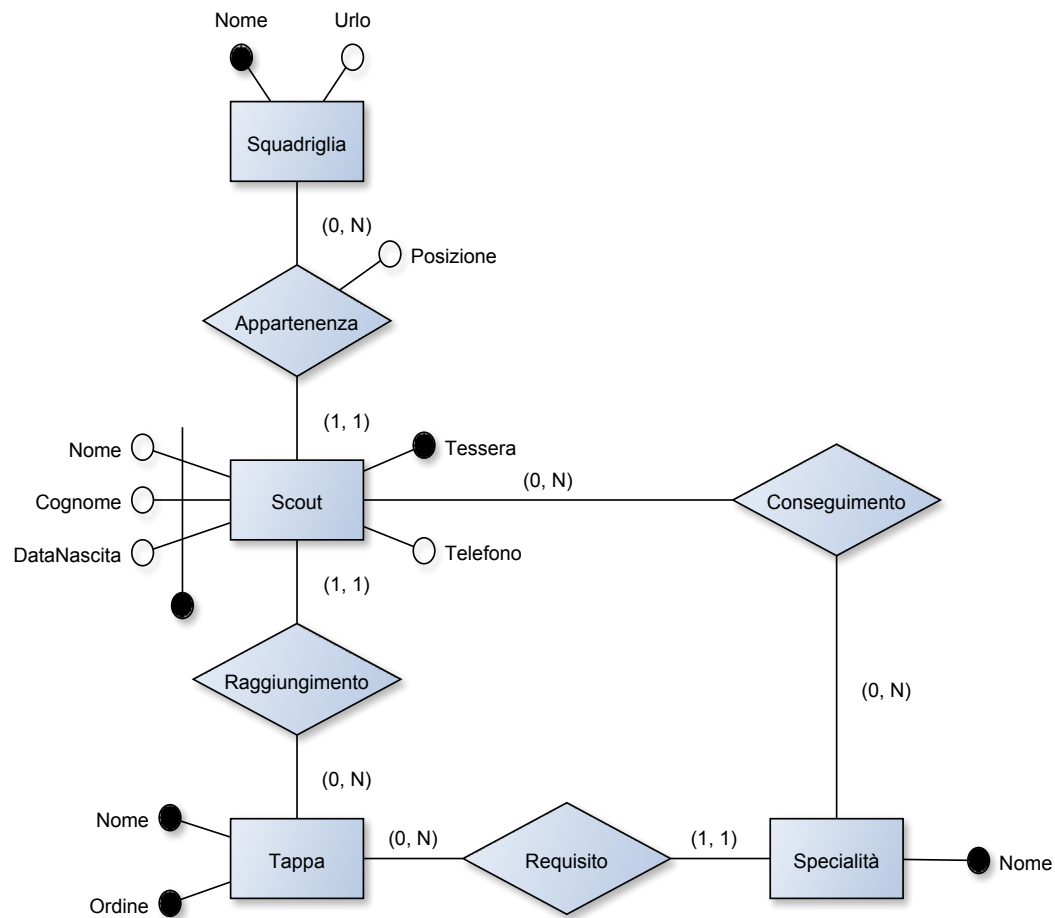 Nome
Urlo
Squadriglia
(0, N)
Posizione
Appartenenza
(1, 1)
Nome
Tessera
(0, N)
Cognome
Scout
Conseguimento
DataNascita
Telefono
(1, 1)
Raggiungimento
(0, N)
(0, N)
Nome
(0, N)
(1, 1)
Tappa
Requisito
Specialità
Nome
Ordine